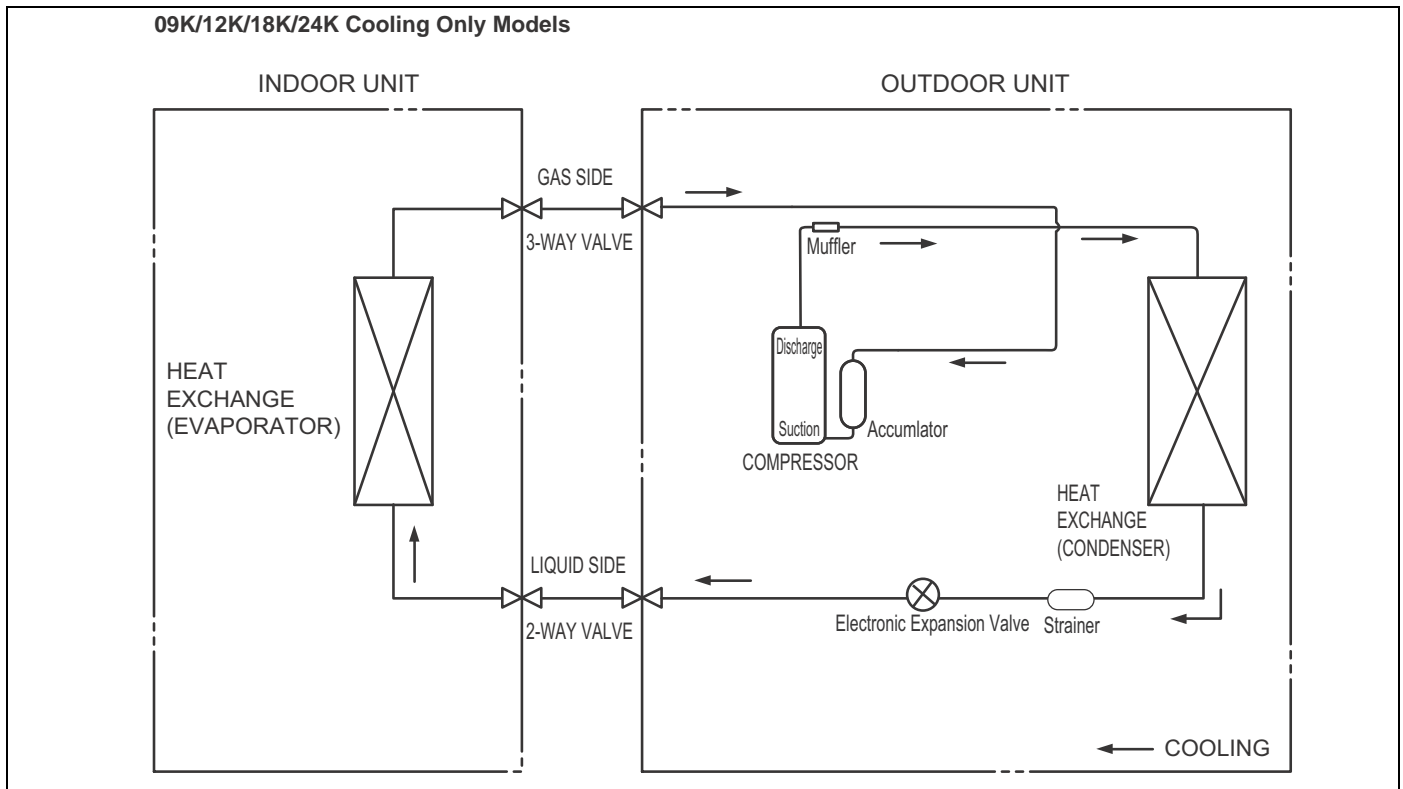 09K/12K/18K/24K Cooling Only Models
INDOOR UNIT
OUTDOOR UNIT
GAS SIDE
3-WAY VALVE
Muffler
Discharge
Suction
Accumlator
COMPRESSOR
HEAT
EXCHANGE
(EVAPORATOR)
HEAT
EXCHANGE
(CONDENSER)
LIQUID SIDE
2-WAY VALVE
Electronic Expansion Valve
Strainer
COOLING